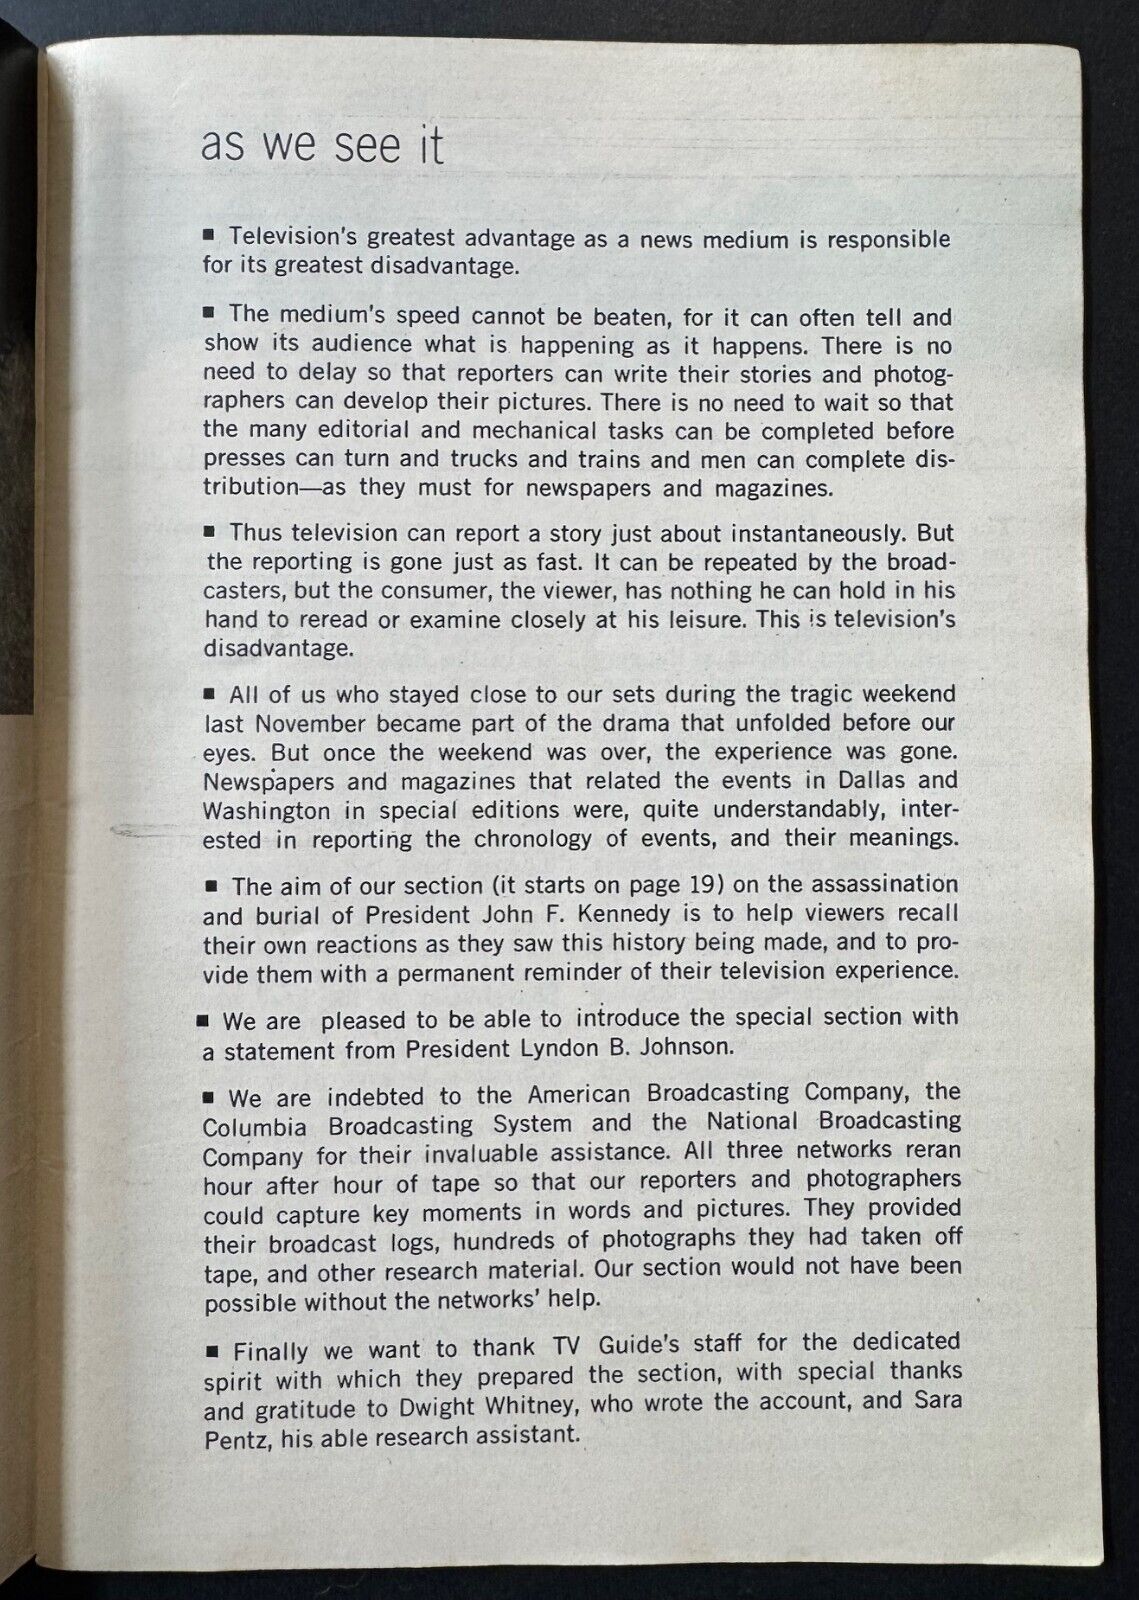 as we see it
■ Television's greatest advantage as a news medium is responsible
for its greatest disadvantage.
■ The medium's speed cannot be beaten, for it can often tell and
show its audience what is happening as it happens. There is no
need to delay so that reporters can write their stories and photog-
raphers can develop their pictures. There is no need to wait so that
the many editorial and mechanical tasks can be completed before
presses can turn and trucks and trains and men can complete dis-
tribution—as they must for newspapers and magazines.
■ Thus television can report a story just about instantaneously. But
the reporting is gone just as fast. It can be repeated by the broad-
casters, but the consumer, the viewer, has nothing he can hold in his
hand to reread or examine closely at his leisure. This is television's
disadvantage.
■ All of us who stayed close to our sets during the tragic weekend
last November became part of the drama that unfolded before our
eyes. But once the weekend was over, the experience was gone.
Newspapers and magazines that related the events in Dallas and
Washington in special editions were, quite understandably, inter-
ested in reporting the chronology of events, and their meanings.
■ The aim of our section (it starts on page 19) on the assassination
and burial of President John F. Kennedy is to help viewers recall
their own reactions as they saw this history being made, and to pro-
vide them with a permanent reminder of their television experience.
■ We are pleased to be able to introduce the special section with
a statement from President Lyndon B. Johnson.
■ We are indebted to the American Broadcasting Company, the
Columbia Broadcasting System and the National Broadcasting
Company for their invaluable assistance. All three networks reran
hour after hour of tape so that our reporters and photographers
could capture key moments in words and pictures. They provided
their broadcast logs, hundreds of photographs they had taken off
tape, and other research material. Our section would not have been
possible without the networks' help.
■ Finally we want to thank TV Guide's staff for the dedicated
spirit with which they prepared the section, with special thanks
and gratitude to Dwight Whitney, who wrote the account, and Sara
Pentz, his able research assistant.